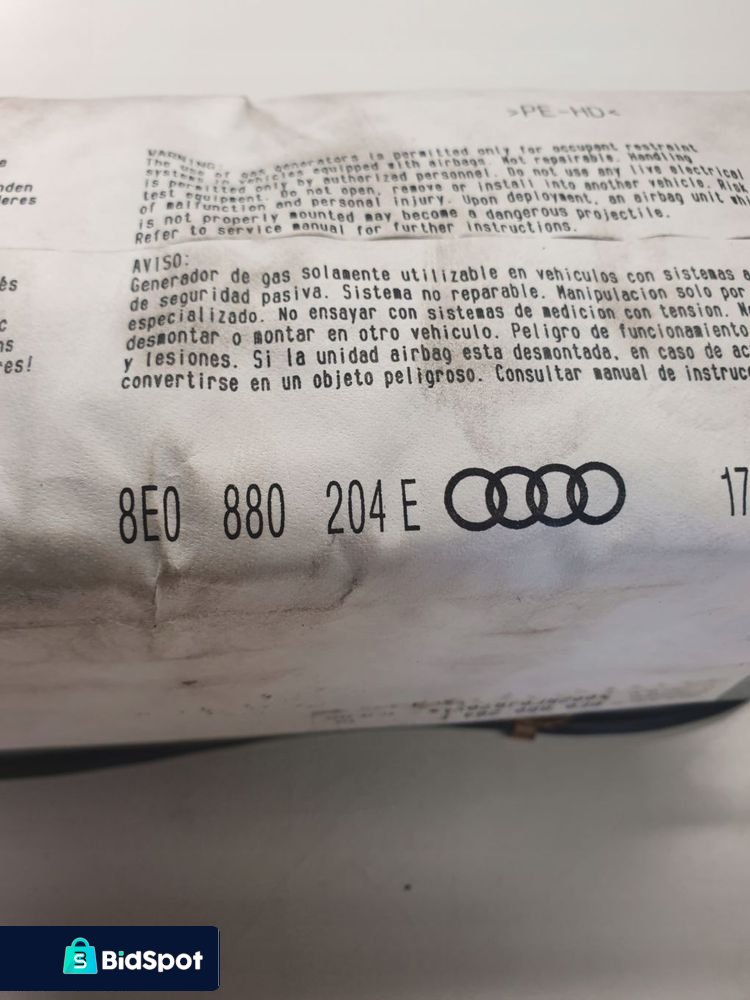 >PE-HD<
WARNING:
The use of gas generators is permitted only for occupant restraint
systems in vehicles equipped with airbags. Not repairable. Handling
is permitted only by authorized personnel. Do not use any live electrical
test equipment. Do not open, remove or install into another vehicle. Risk
of malfunction and personal injury. Upon deployment, an airbag unit whi
is not properly mounted may become a dangerous projectile.
Refer to service manual for further instructions.
AVISO:
Generador de gas solamente utilizable en vehiculos con sistemas a
de seguridad pasiva. Sistema no reparable. Manipulacion solo por
especializado. No ensayar con sistemas de medicion con tension. N
desmontar o montar en otro vehiculo. Peligro de funcionamiento
y lesiones. Si la unidad airbag esta desmontada, en caso de ac
convertirse en un objeto peligroso. Consultar manual de instruc
8E0 880 204 E 17
BidSpot